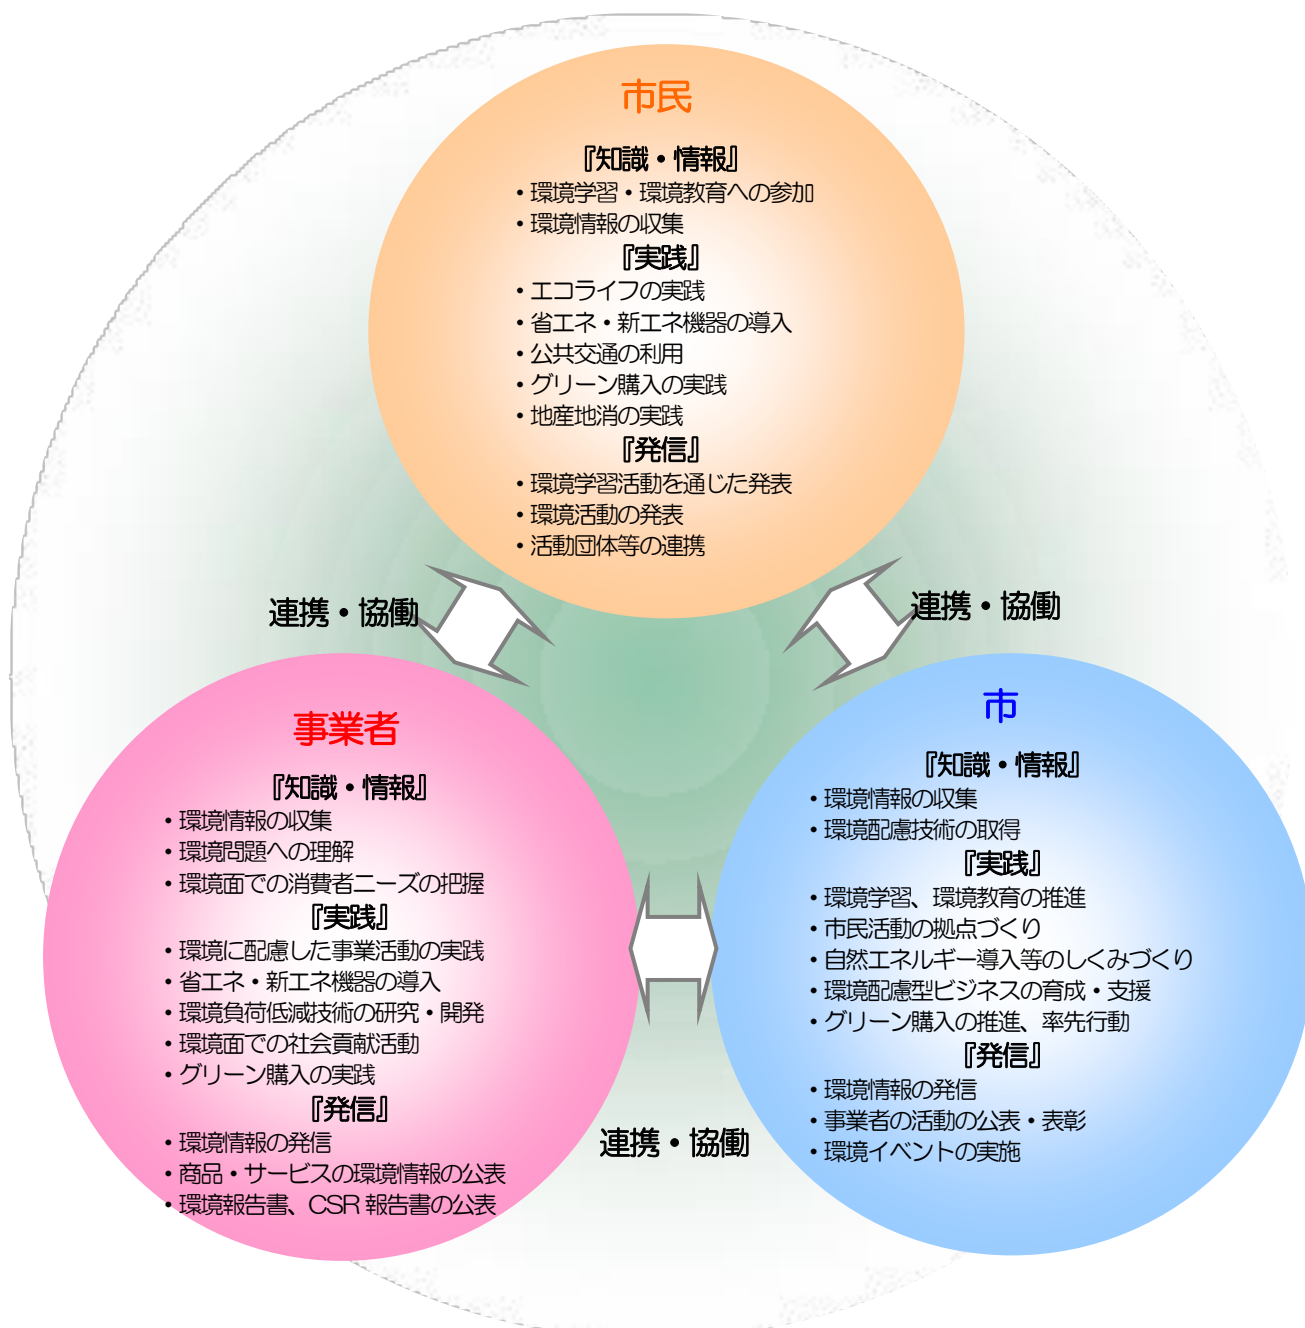 市民
『知識・情報』
・環境学習・環境教育への参加
・環境情報の収集
『実践』
・エコライフの実践
・省エネ・新エネ機器の導入
・公共交通の利用
・グリーン購入の実践
・地産地消の実践
『発信』
・環境学習活動を通じた発表
・環境活動の発表
・活動団体等の連携
連携・協働
連携・協働
事業者
『知識・情報』
・環境情報の収集
・環境問題への理解
・環境面での消費者ニーズの把握
『実践』
・環境に配慮した事業活動の実践
・省エネ・新エネ機器の導入
・環境負荷低減技術の研究・開発
・環境面での社会貢献活動
・グリーン購入の実践
『発信』
・環境情報の発信
・商品・サービスの環境情報の公表
・環境報告書、CSR 報告書の公表
市
『知識・情報』
・環境情報の収集
・環境配慮技術の取得
『実践』
・環境学習、環境教育の推進
・市民活動の拠点づくり
・自然エネルギー導入等のしくみづくり
・環境配慮型ビジネスの育成・支援
・グリーン購入の推進、率先行動
『発信』
・環境情報の発信
・事業者の活動の公表・表彰
・環境イベントの実施
連携・協働